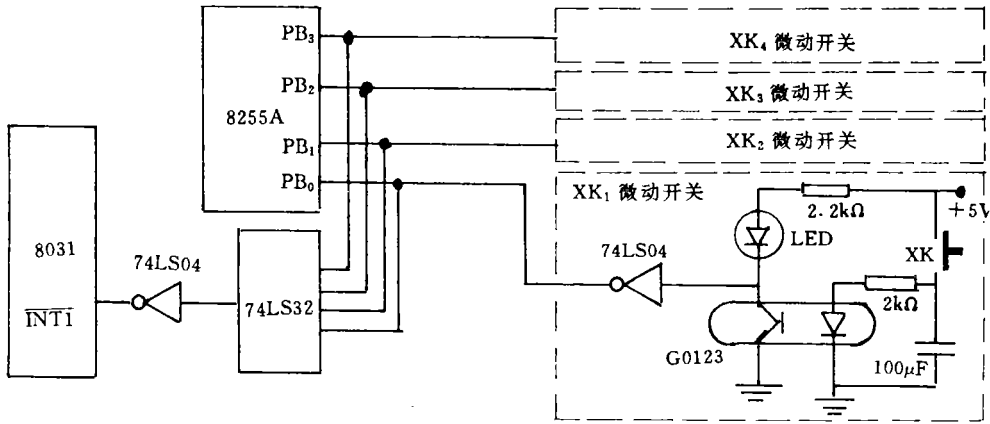 PB₃
XK₄ 微动开关
PB₂
XK₃ 微动开关
8255A
PB₁
XK₂ 微动开关
PB₀
XK₁ 微动开关
2.2kΩ
+5V
LED
8031
74LS04
74LS04
XK
INT1
74LS32
2kΩ
G0123
100μF